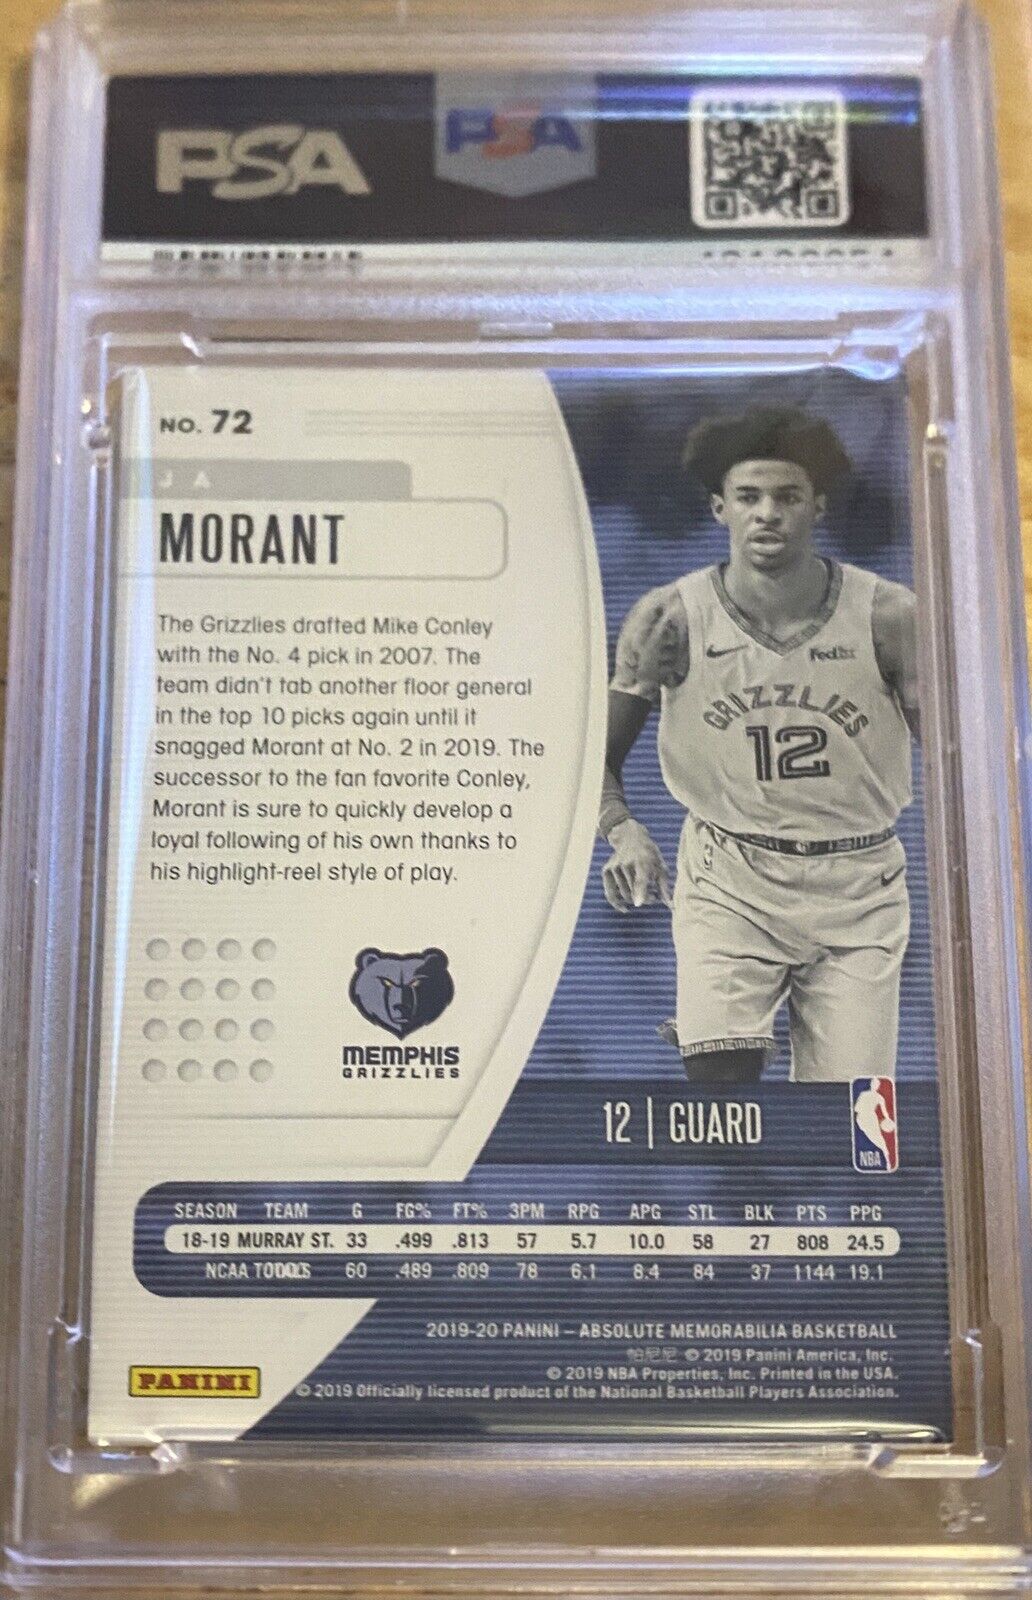 PSA
PSA
NO. 72
JA
MORANT
The Grizzlies drafted Mike Conley
with the No. 4 pick in 2007. The
team didn't tab another floor general
in the top 10 picks again until it
snagged Morant at No. 2 in 2019. The
successor to the fan favorite Conley,
Morant is sure to quickly develop a
loyal following of his own thanks to
his highlight-reel style of play.
FedEx
GRIZZLIES
12
MEMPHIS
GRIZZLIES
12 | GUARD
NBA
SEASON TEAM G FG% FT% 3PM RPG APG STL BLK PTS PPG
18-19 MURRAY ST. 33 .499 .813 57 5.7 10.0 58 27 808 24.5
NCAA 60 .489 .809 78 6.1 8.4 84 37 1144 19.1
2019-20 PANINI – ABSOLUTE MEMORABILIA BASKETBALL
帕尼尼 © 2019 Panini America, Inc.
© 2019 NBA Properties, Inc. Printed in the USA.
© 2019 Officially licensed product of the National Basketball Players Association.
PANINI